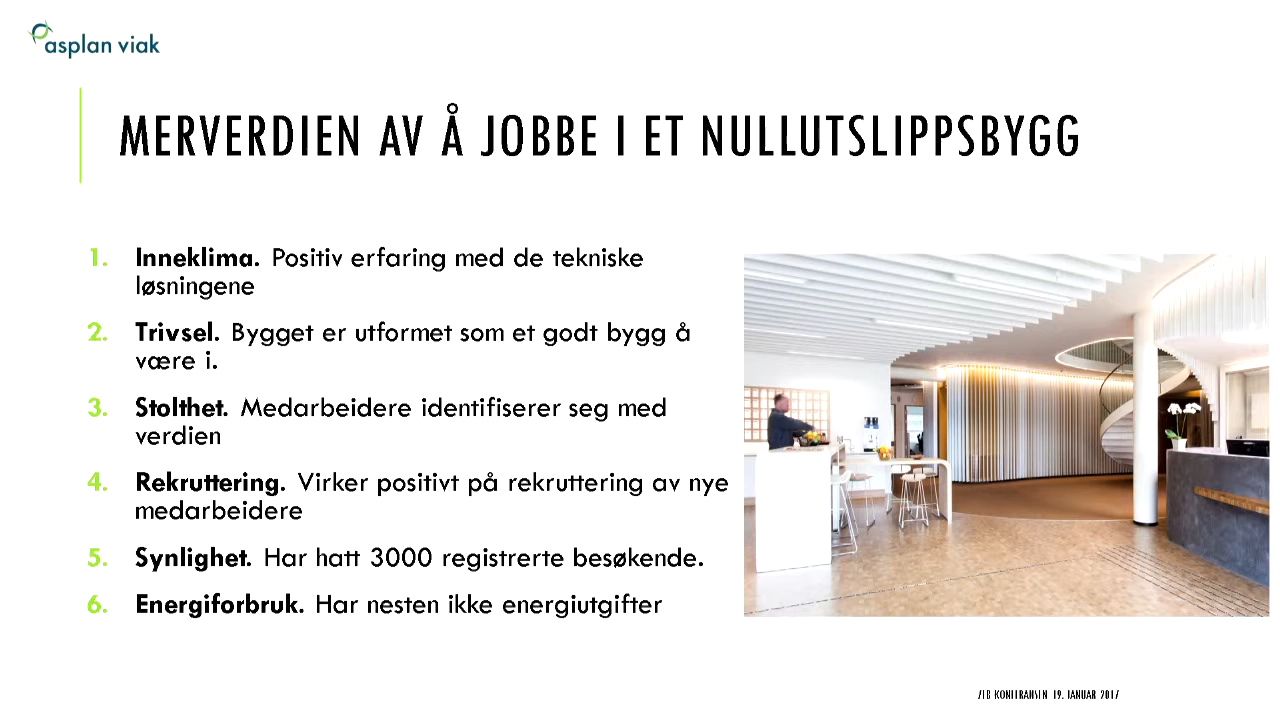 asplan viak
MERVERDIEN AV Å JOBBE I ET NULLUTSLIPPSBYGG
1. Inneklima. Positiv erfaring med de tekniske
løsningene
2. Trivsel. Bygget er utformet som et godt bygg å
være i.
3. Stolthet. Medarbeidere identifiserer seg med
verdien
4. Rekruttering. Virker positivt på rekruttering av nye
medarbeidere
5. Synlighet. Har hatt 3000 registrerte besøkende.
6. Energiforbruk. Har nesten ikke energiutgifter
ZEB KONFERANSEN 19. JANUAR 2017